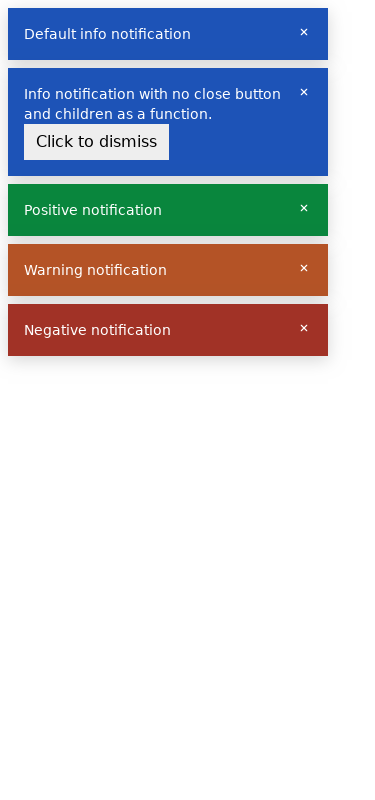 Default info notification ×
Info notification with no close button ×
and children as a function.
Click to dismiss
Positive notification ×
Warning notification ×
Negative notification ×